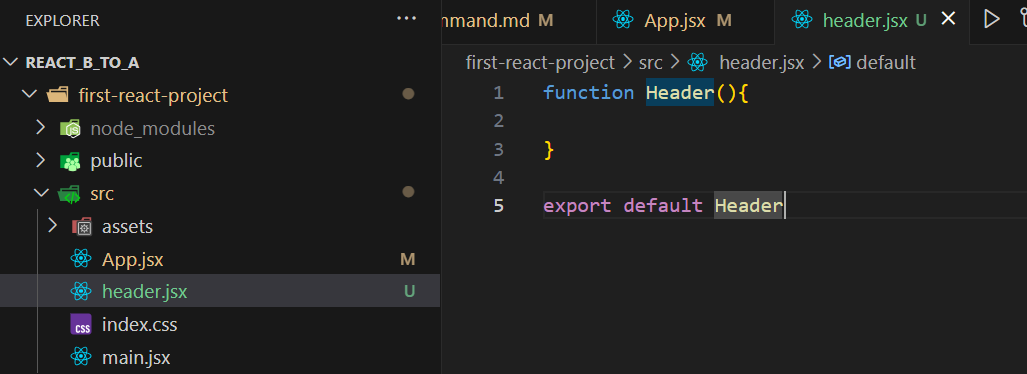 EXPLORER
REACT_B_TO_A
first-react-project
node_modules
public
src
assets
App.jsx M
header.jsx U
CSS index.css
main.jsx
mmand.md M App.jsx M header.jsx U
first-react-project > src > header.jsx > default
1 function Header(){
2
3 }
4
5 export default Header